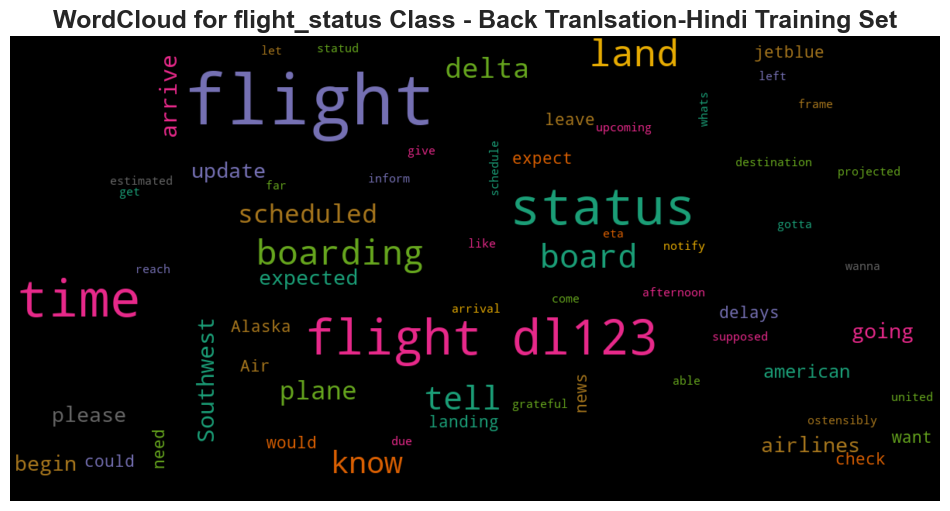 WordCloud for flight_status Class - Back Tranlsation-Hindi Training Set
let
statud
land
jetblue
arrive
flight
delta
left
whats
frame
leave
upcoming
give
schedule
expect
destination
projected
update
inform
estimated
get
far
scheduled
status
gotta
eta
like
notify
boarding
board
reach
expected
wanna
time
afternoon
come
arrival
delays
Alaska
flight dl123
supposed
going
Southwest
Air
american
able
plane
tell
news
grateful
united
please
landing
ostensibly
need
would
due
airlines
want
begin
could
know
check